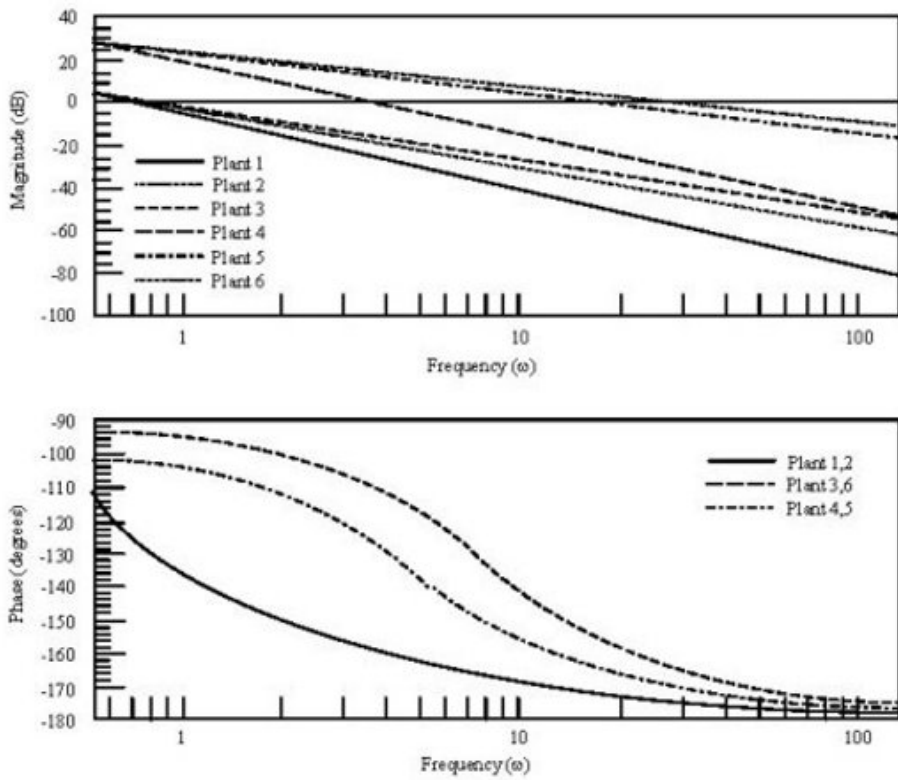 40
20
0
-20
-40
-60
-80
-100
Magnitude (dB)
Plant 1
Plant 2
Plant 3
Plant 4
Plant 5
Plant 6
1
10
100
Frequency (ω)
-90
-100
-110
-120
-130
-140
-150
-160
-170
-180
Phase (degrees)
Plant 1,2
Plant 3,6
Plant 4,5
1
10
100
Frequency (ω)